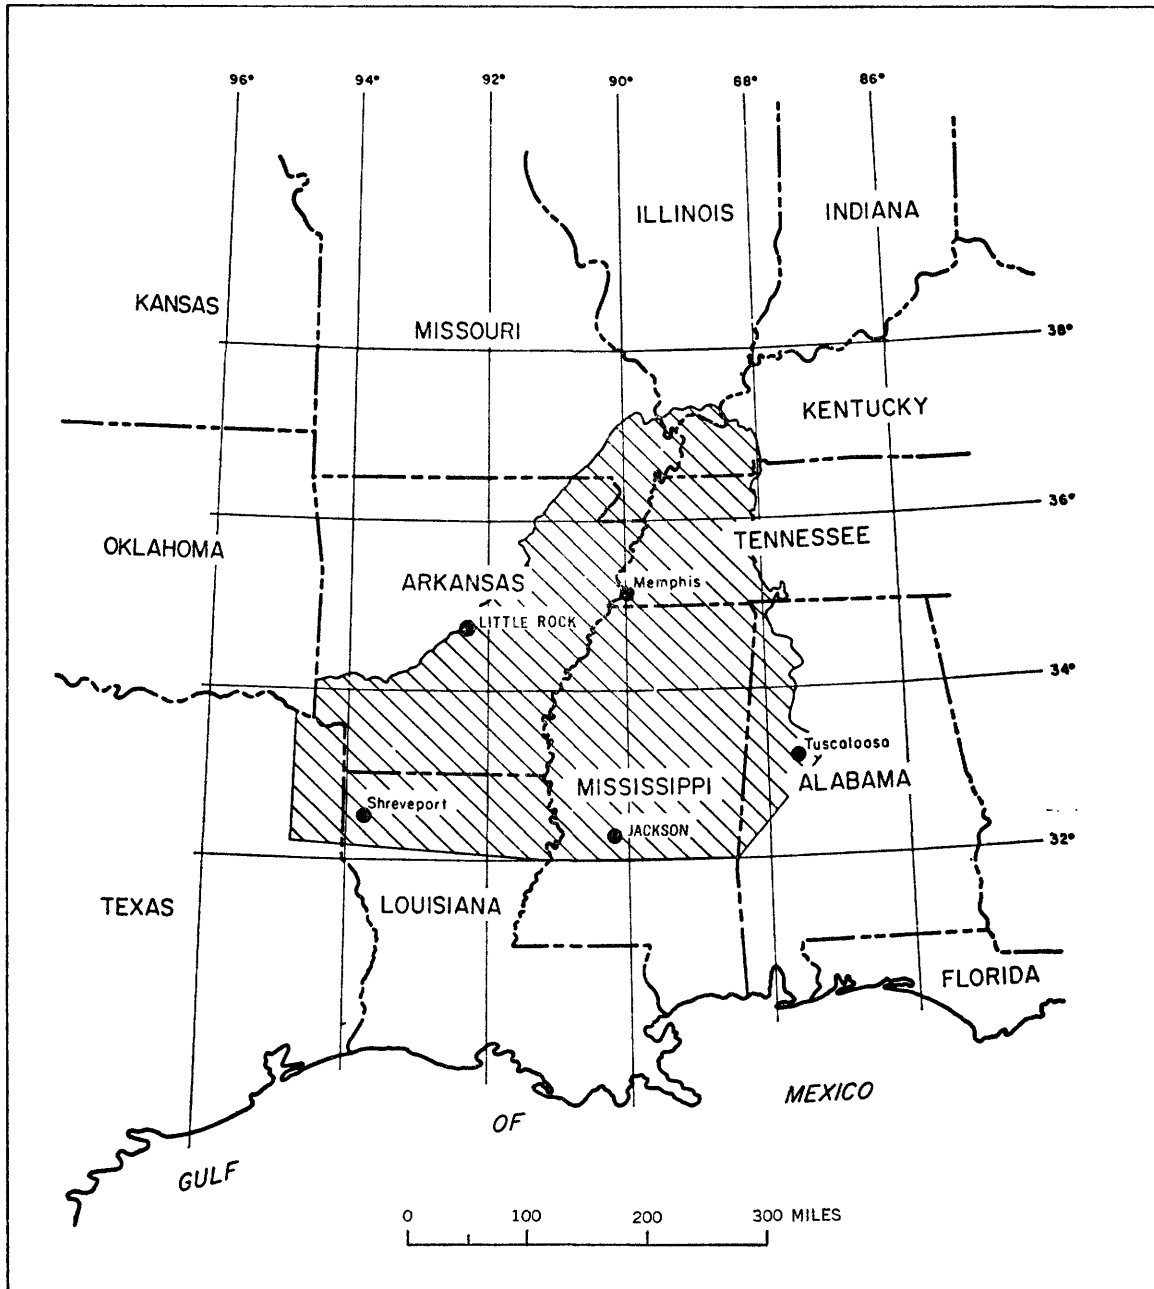 96° 94° 92° 90° 88° 86°
ILLINOIS INDIANA
KANSAS
MISSOURI 38°
KENTUCKY
36°
OKLAHOMA TENNESSEE
ARKANSAS Memphis
LITTLE ROCK
34°
Tuscaloosa
y
MISSISSIPPI ALABAMA
Shreveport
JACKSON 32°
TEXAS LOUISIANA
FLORIDA
MEXICO
OF
GULF
0 100 200 300 MILES